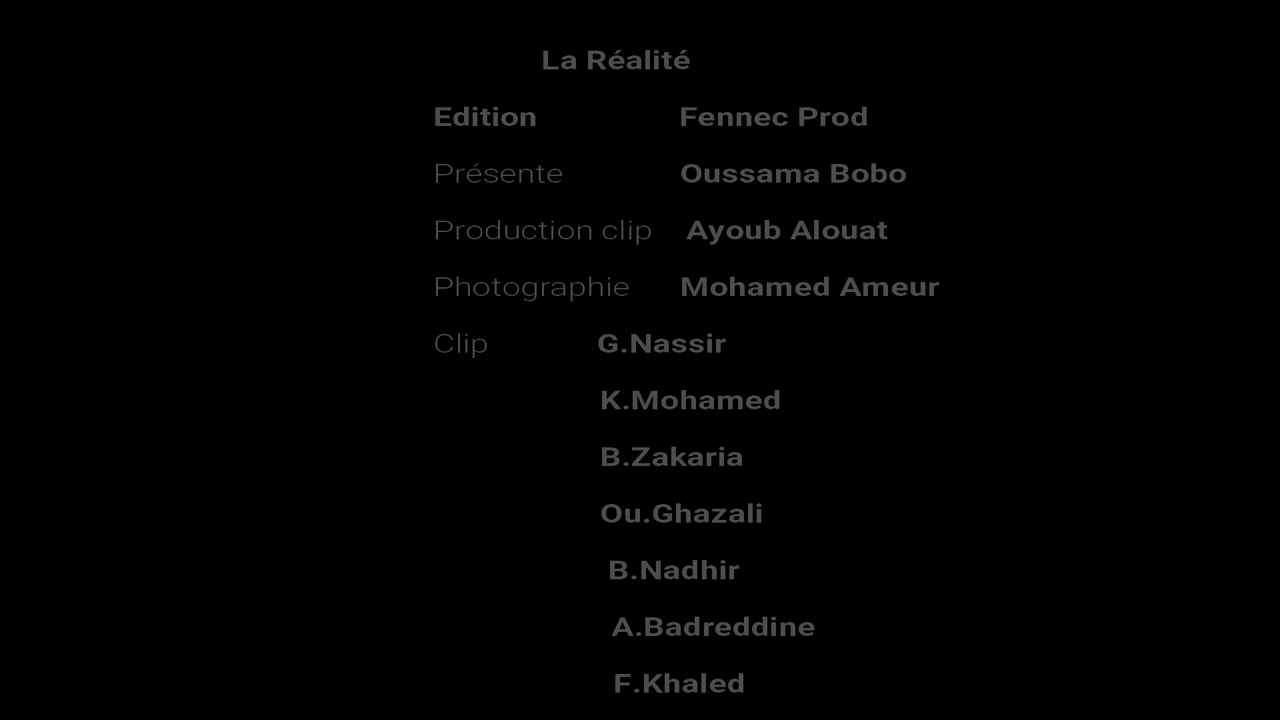 La Réalité
Edition Fennec Prod
Présente Oussama Bobo
Production clip Ayoub Alouat
Photographie Mohamed Ameur
Clip G.Nassir
K.Mohamed
B.Zakaria
Ou.Ghazali
B.Nadhir
A.Badreddine
F.Khaled